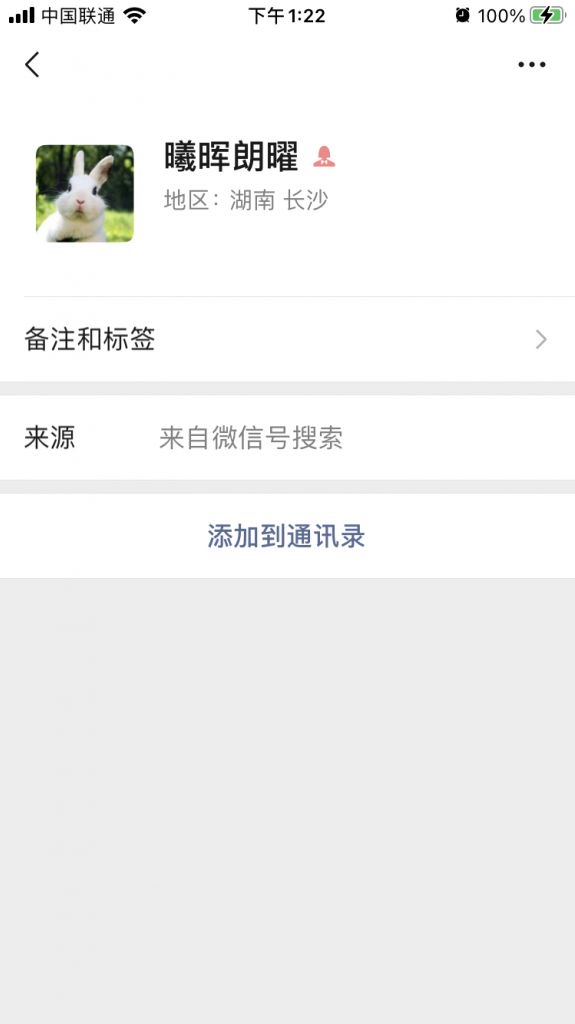 中国联通 下午1:22 100%
曦晖朗曜
地区：湖南 长沙
备注和标签
来源 来自微信号搜索
添加到通讯录